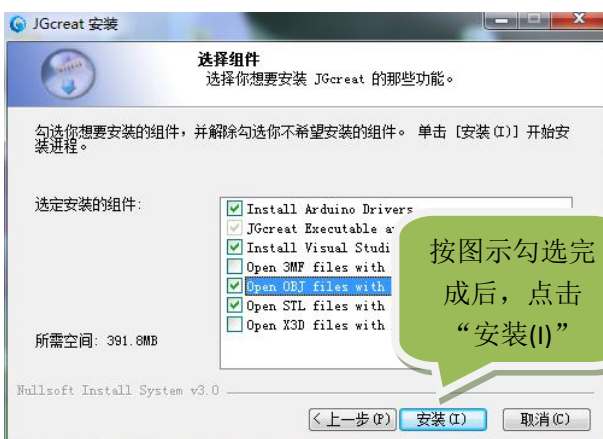 JGcreat 安装
选择组件
选择你想要安装 JGcreat 的那些功能。
勾选你想要安装的组件，并解除勾选你不希望安装的组件。 单击 [安装(I)] 开始安
装进程。
选定安装的组件:
Install Arduino Drivers
JGcreat Executable
Install Visual Studi
Open 3MF files with
Open OBJ files with
Open STL files with
Open X3D files with
按图示勾选完
成后，点击
“安装(I)”
所需空间: 391.8MB
Nullsoft Install System v3.0
<上一步(P)
安装(I)
取消(C)